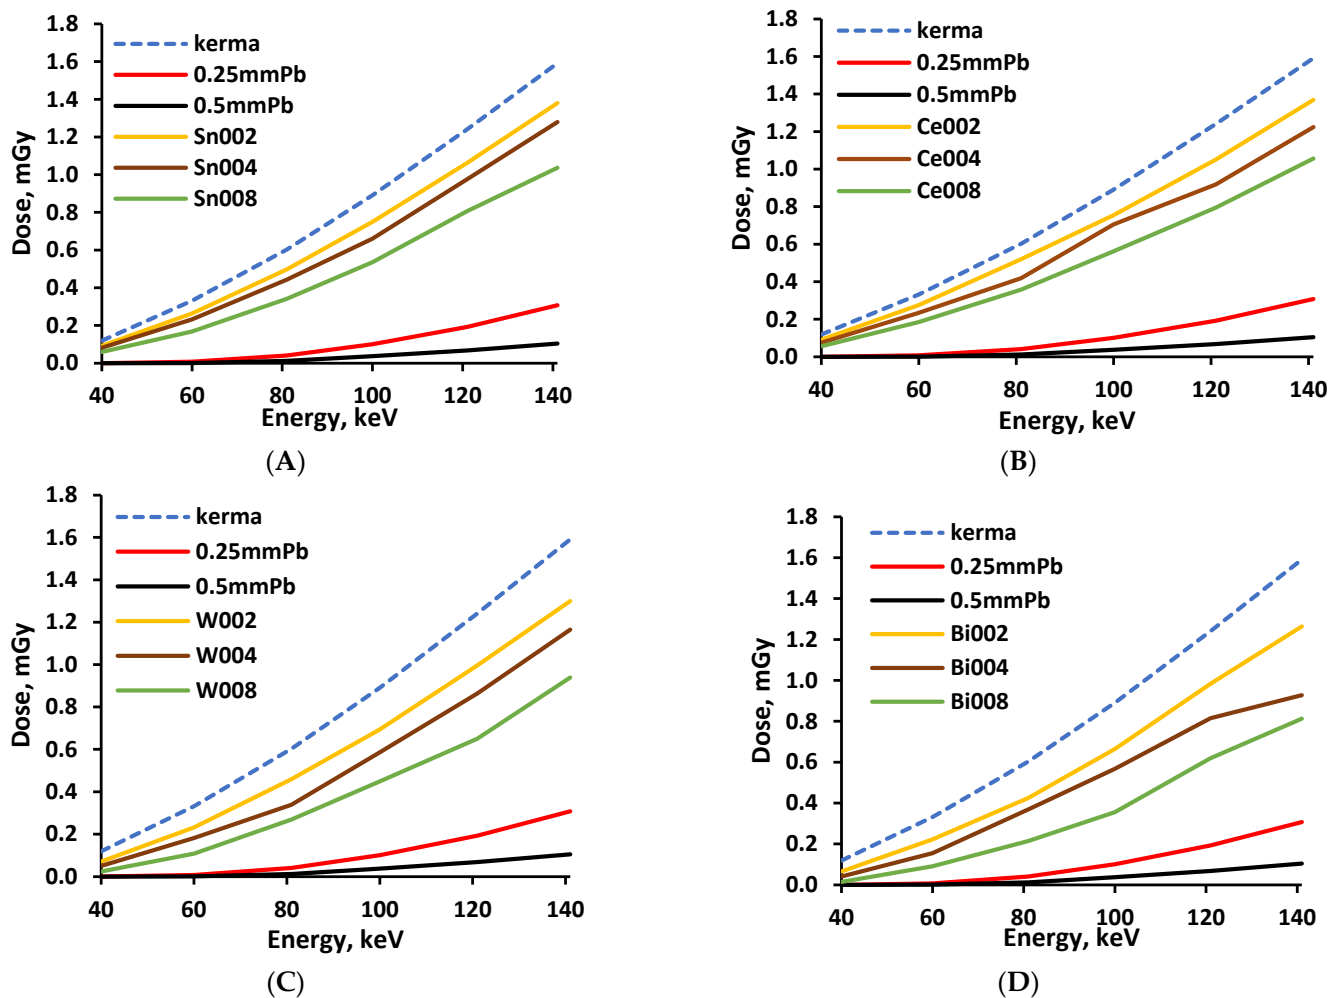 1.8
1.6
1.4
1.2
1.0
0.8
0.6
0.4
0.2
0.0
Dose, mGy
kerma
0.25mmPb
0.5mmPb
Sn002
Sn004
Sn008
40 60 80 100 120 140
Energy, keV
(A)
1.8
1.6
1.4
1.2
1.0
0.8
0.6
0.4
0.2
0.0
Dose, mGy
kerma
0.25mmPb
0.5mmPb
Ce002
Ce004
Ce008
40 60 80 100 120 140
Energy, keV
(B)
1.8
1.6
1.4
1.2
1.0
0.8
0.6
0.4
0.2
0.0
Dose, mGy
kerma
0.25mmPb
0.5mmPb
W002
W004
W008
40 60 80 100 120 140
Energy, keV
(C)
1.8
1.6
1.4
1.2
1.0
0.8
0.6
0.4
0.2
0.0
Dose, mGy
kerma
0.25mmPb
0.5mmPb
Bi002
Bi004
Bi008
40 60 80 100 120 140
Energy, keV
(D)